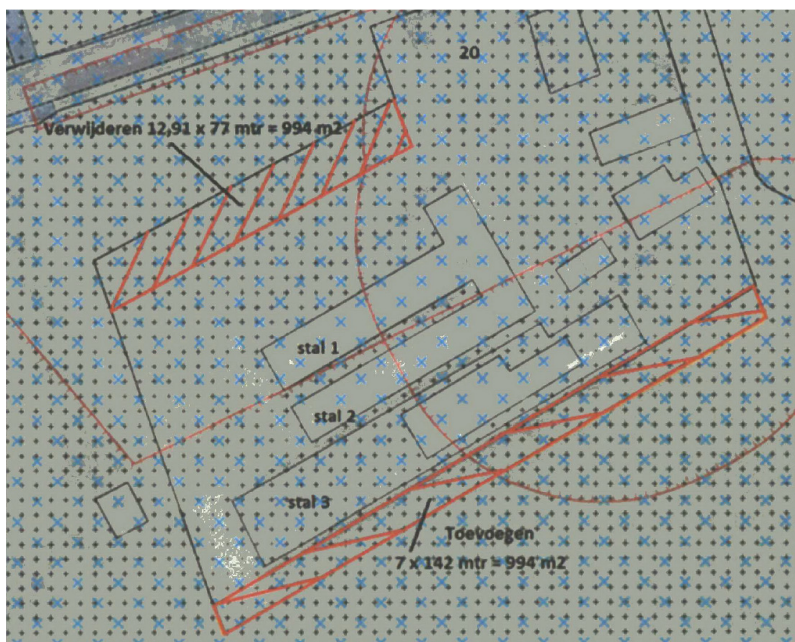 20
Verwijderen 12,91 x 77 mtr = 994 m2
stal 1
stal 2
stal 3
Toevoegen
7 x 142 mtr = 994 m2